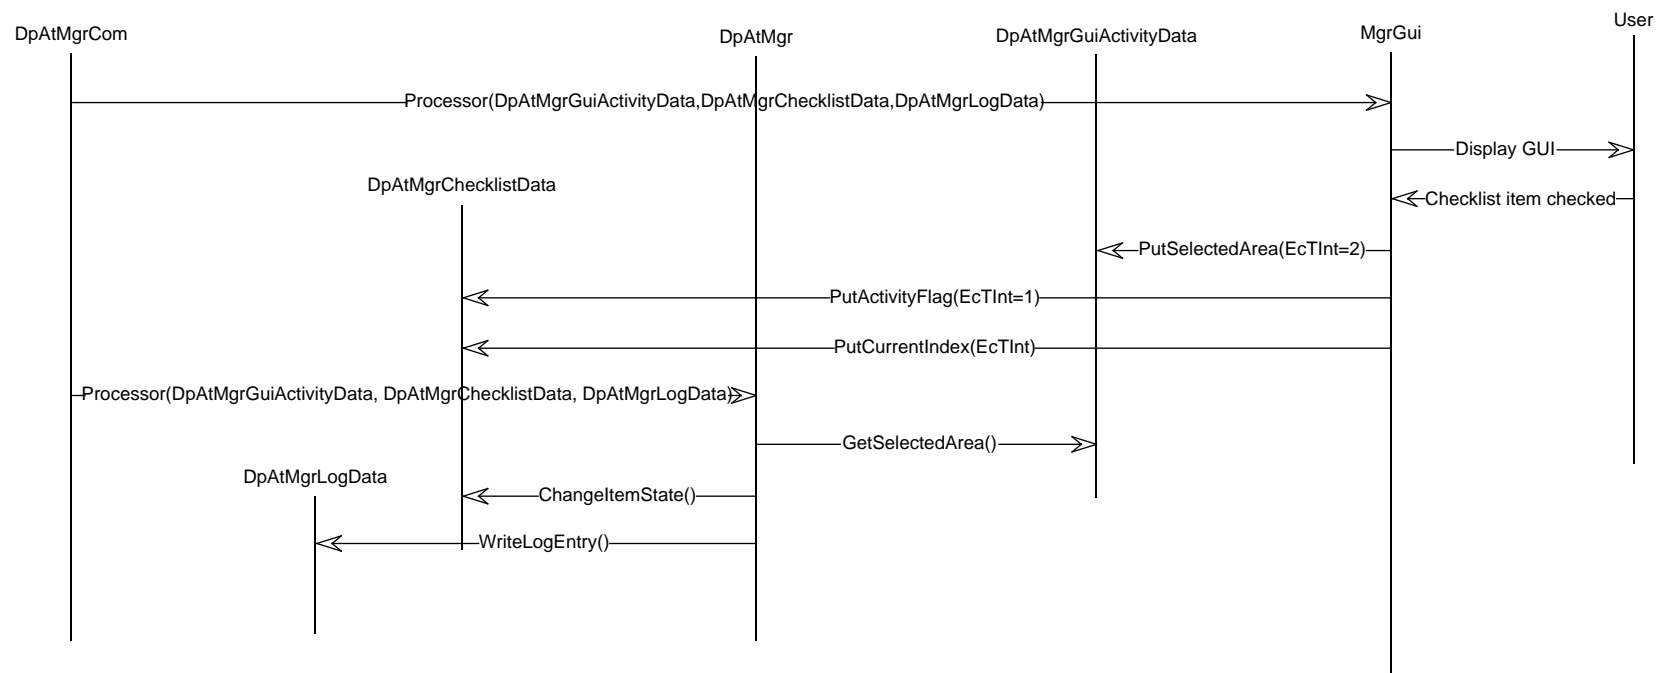 User
DpAtMgrCom
DpAtMgr
DpAtMgrGuiActivityData
MgrGui
Processor(DpAtMgrGuiActivityData,DpAtMgrChecklistData,DpAtMgrLogData)
Display GUI
DpAtMgrChecklistData
Checklist item checked
PutSelectedArea(EcTInt=2)
PutActivityFlag(EcTInt=1)
PutCurrentIndex(EcTInt)
Processor(DpAtMgrGuiActivityData, DpAtMgrChecklistData, DpAtMgrLogData)
GetSelectedArea()
DpAtMgrLogData
ChangeItemState()
WriteLogEntry()